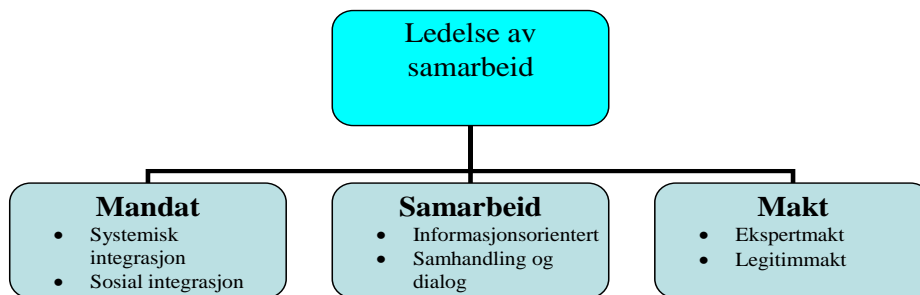 Ledelse av
samarbeid
Mandat
• Systemisk
integrasjon
• Sosial integrasjon
Samarbeid
• Informasjonsorientert
• Samhandling og
dialog
Makt
• Ekspertmakt
• Legitimmakt